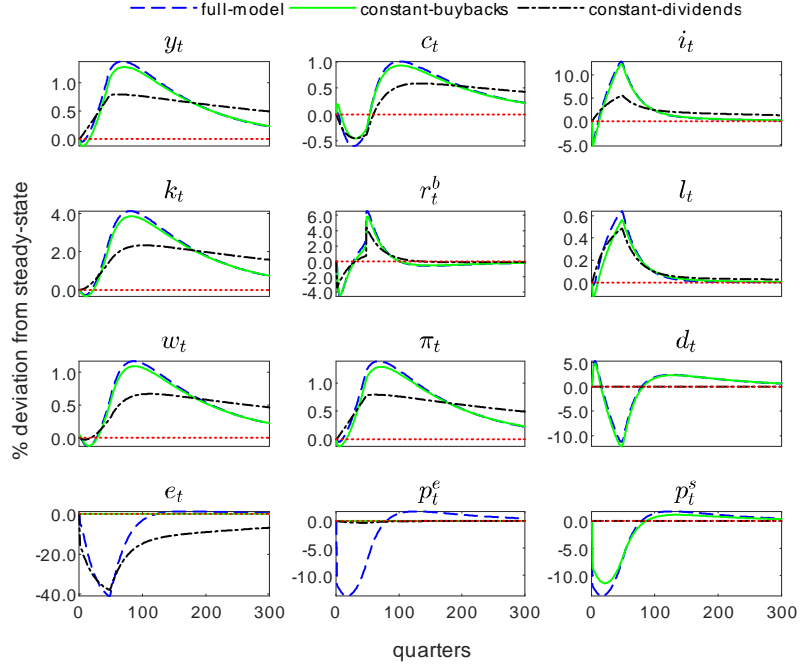 full-model constant-buybacks constant-dividends
y_t c_t i_t
1.0 0.5 0.0
1.0 0.5 0.0 -0.5
10.0 5.0 0.0 -5.0
k_t r_t^b l_t
4.0 2.0 0.0
6.0 4.0 2.0 0.0 -2.0 -4.0
0.6 0.4 0.2 0.0
w_t π_t d_t
1.0 0.5 0.0
1.0 0.5 0.0
5.0 0.0 -5.0 -10.0
e_t p_t^e p_t^s
0.0 -20.0 -40.0
0.0 -5.0 -10.0
0.0 -5.0 -10.0
0 100 200 300
0 100 200 300
0 100 200 300
% deviation from steady-state
quarters